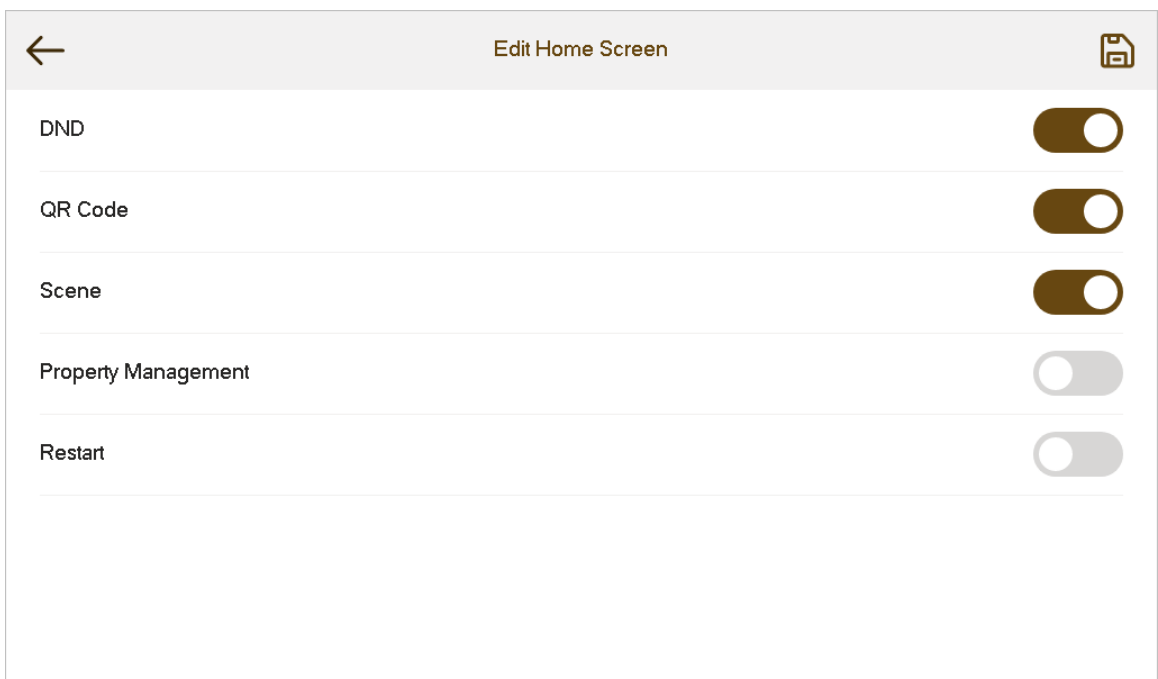 Edit Home Screen
DND
QR Code
Scene
Property Management
Restart